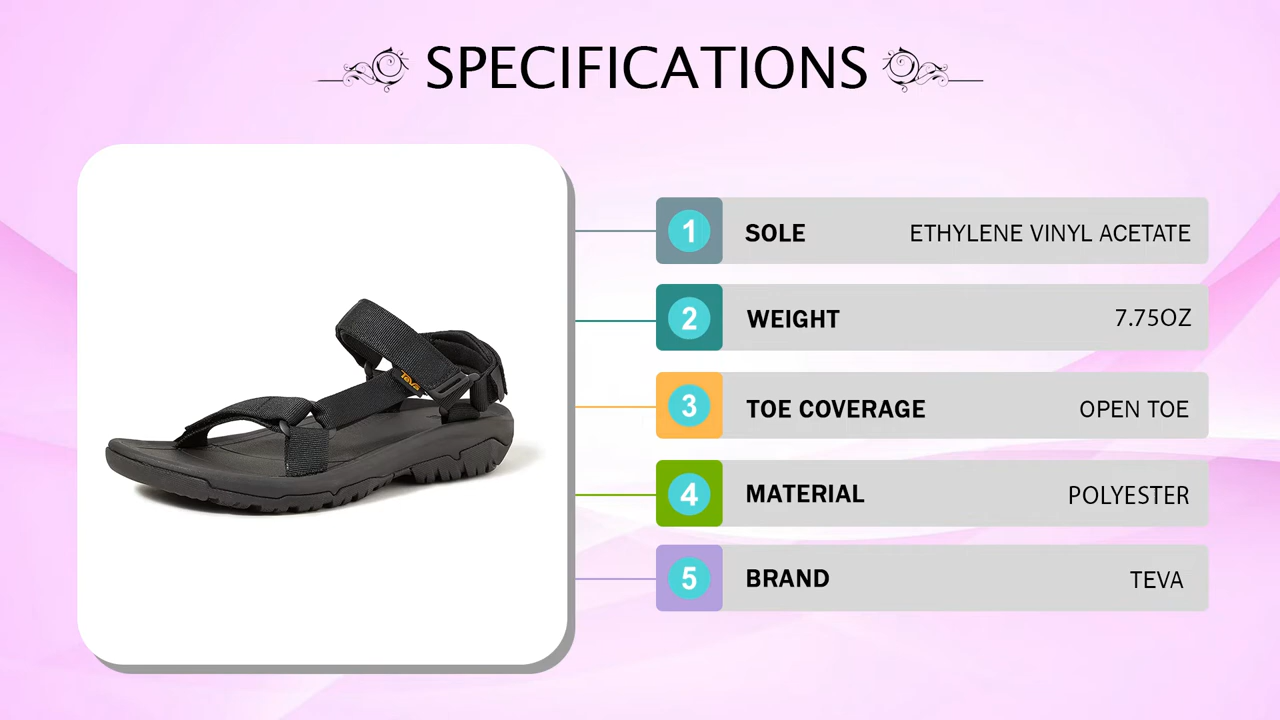 SPECIFICATIONS
Teva
1 SOLE ETHYLENE VINYL ACETATE
2 WEIGHT 7.75OZ
3 TOE COVERAGE OPEN TOE
4 MATERIAL POLYESTER
5 BRAND TEVA